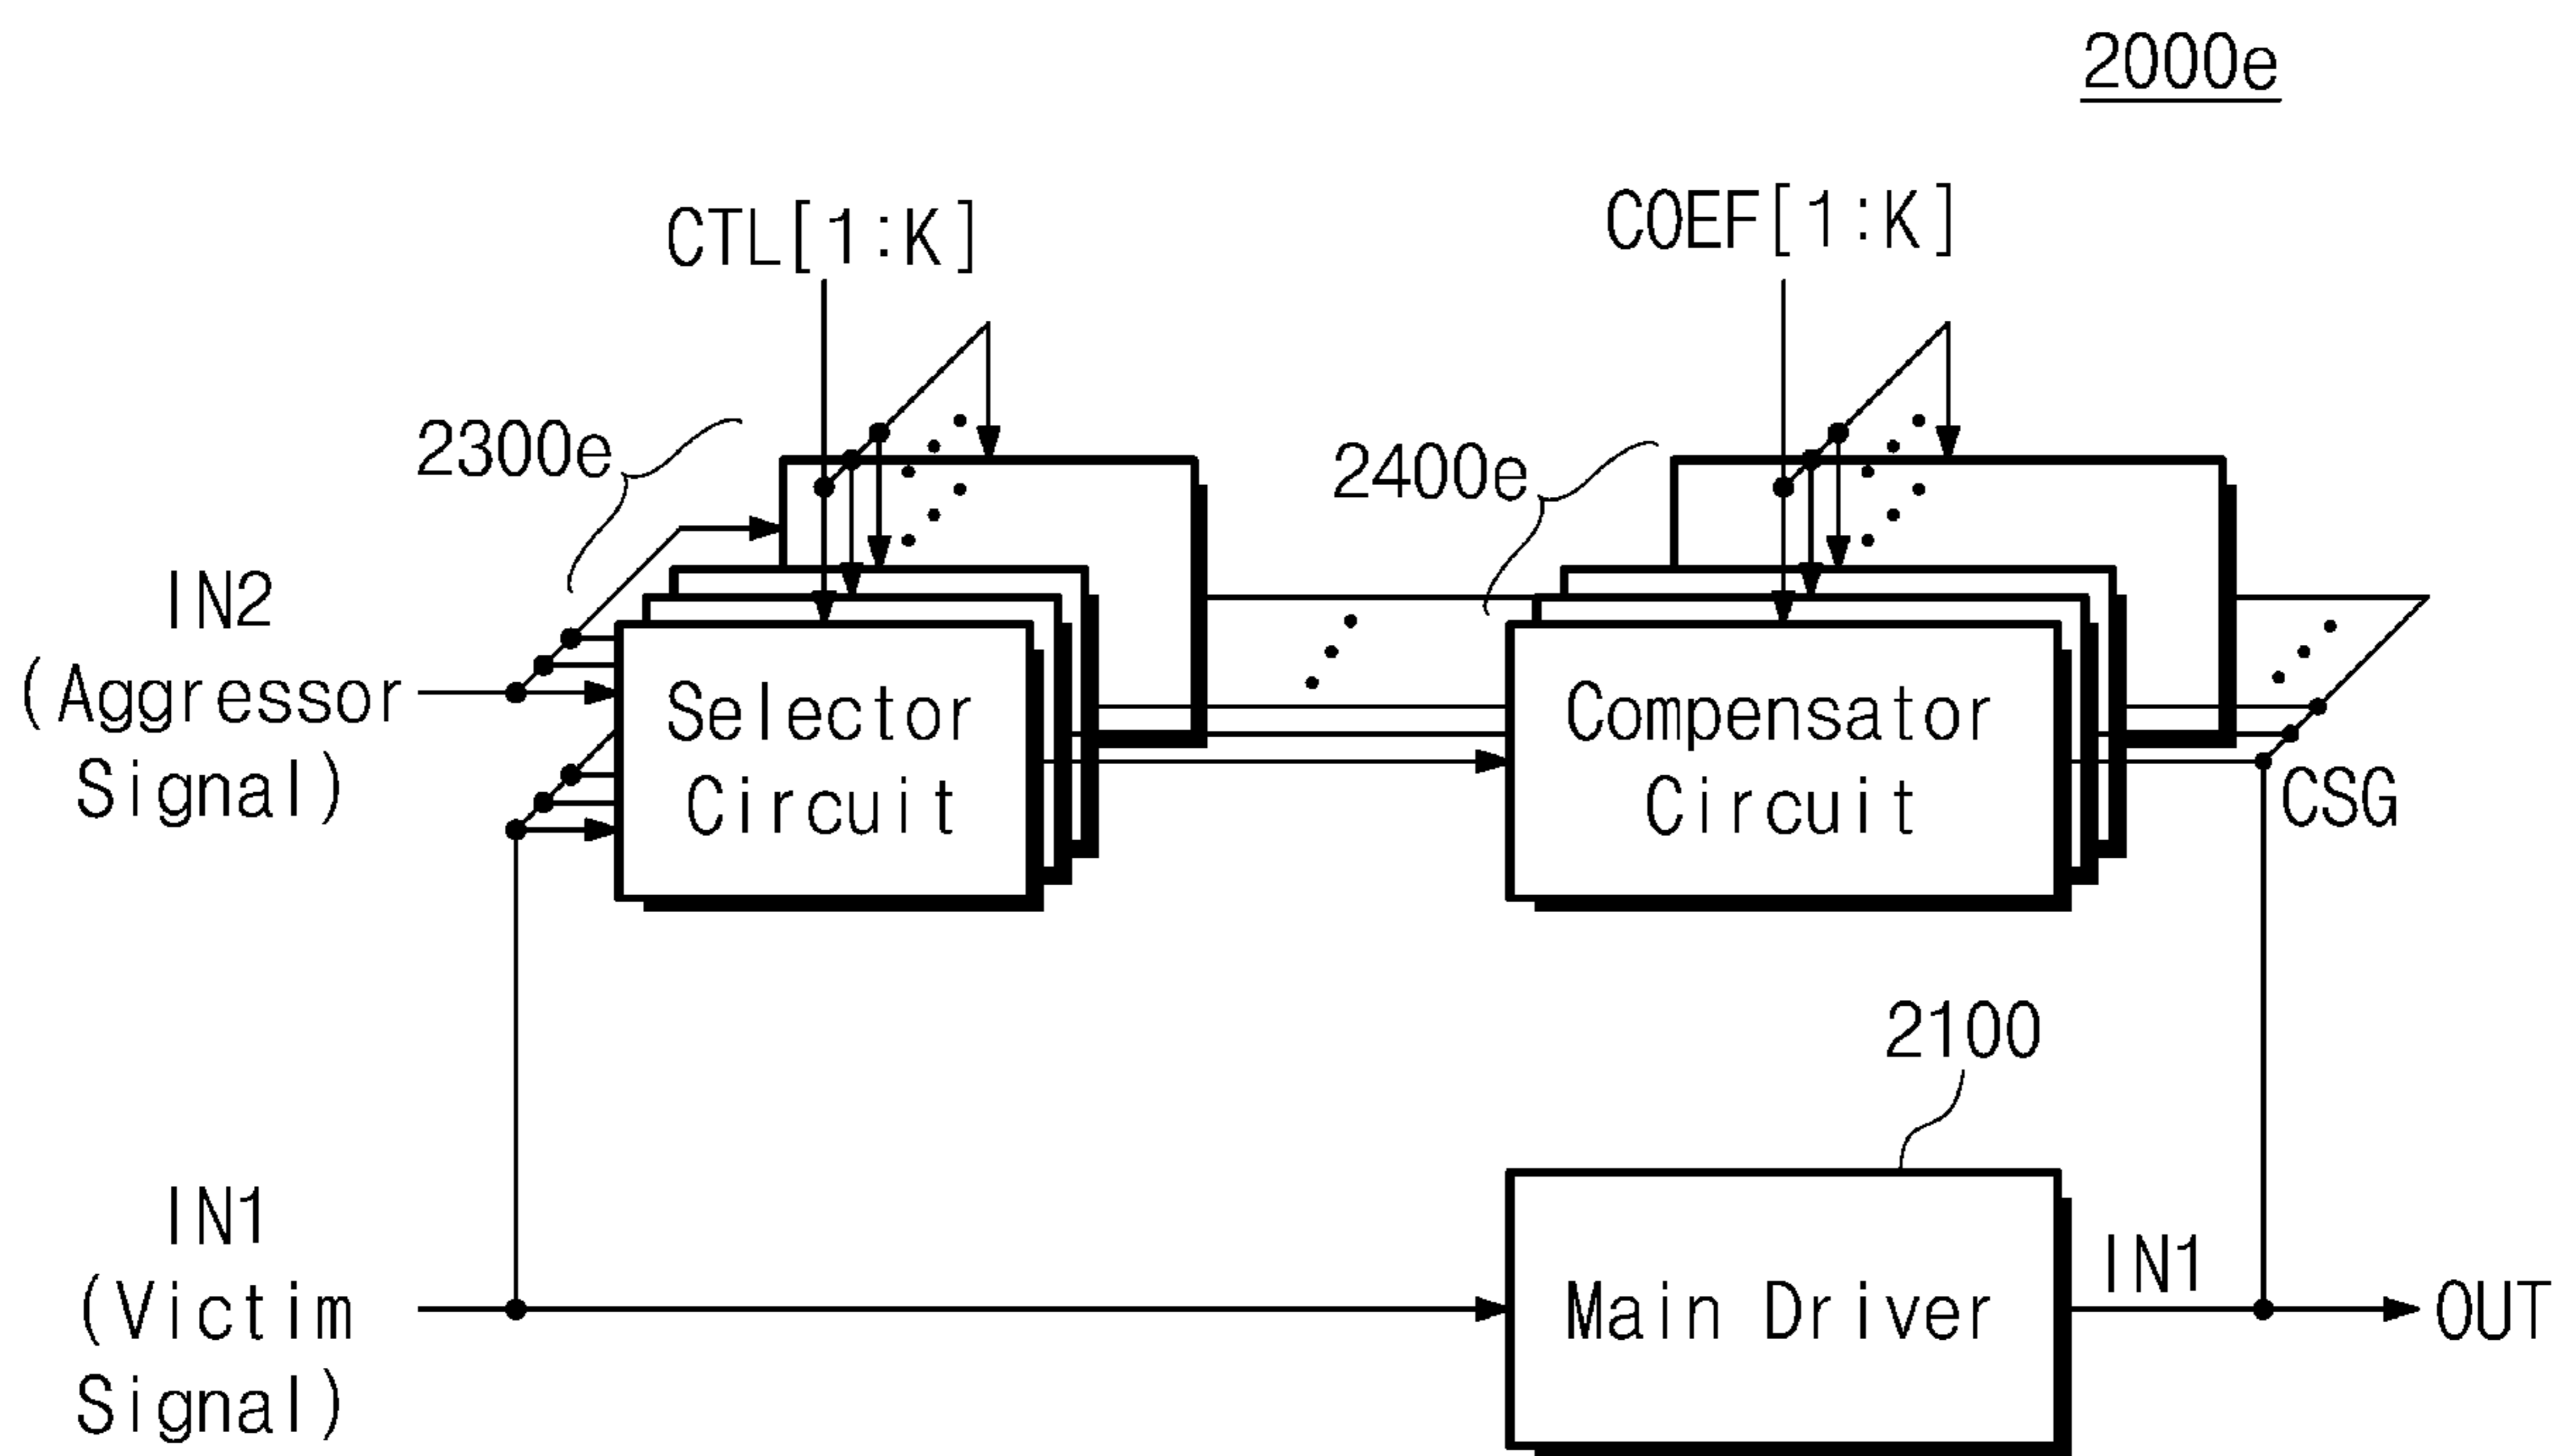 2000e
CTL[1:K]
COEF[1:K]
2300e
2400e
IN2
(Aggressor
Signal)
Selector
Circuit
Compensator
Circuit
CSG
2100
IN1
(Victim
Signal)
Main Driver
IN1
OUT